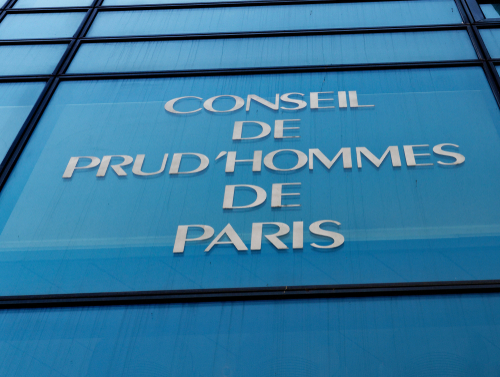 CONSEIL
DE
PRUD'HOMMES
DE
PARIS